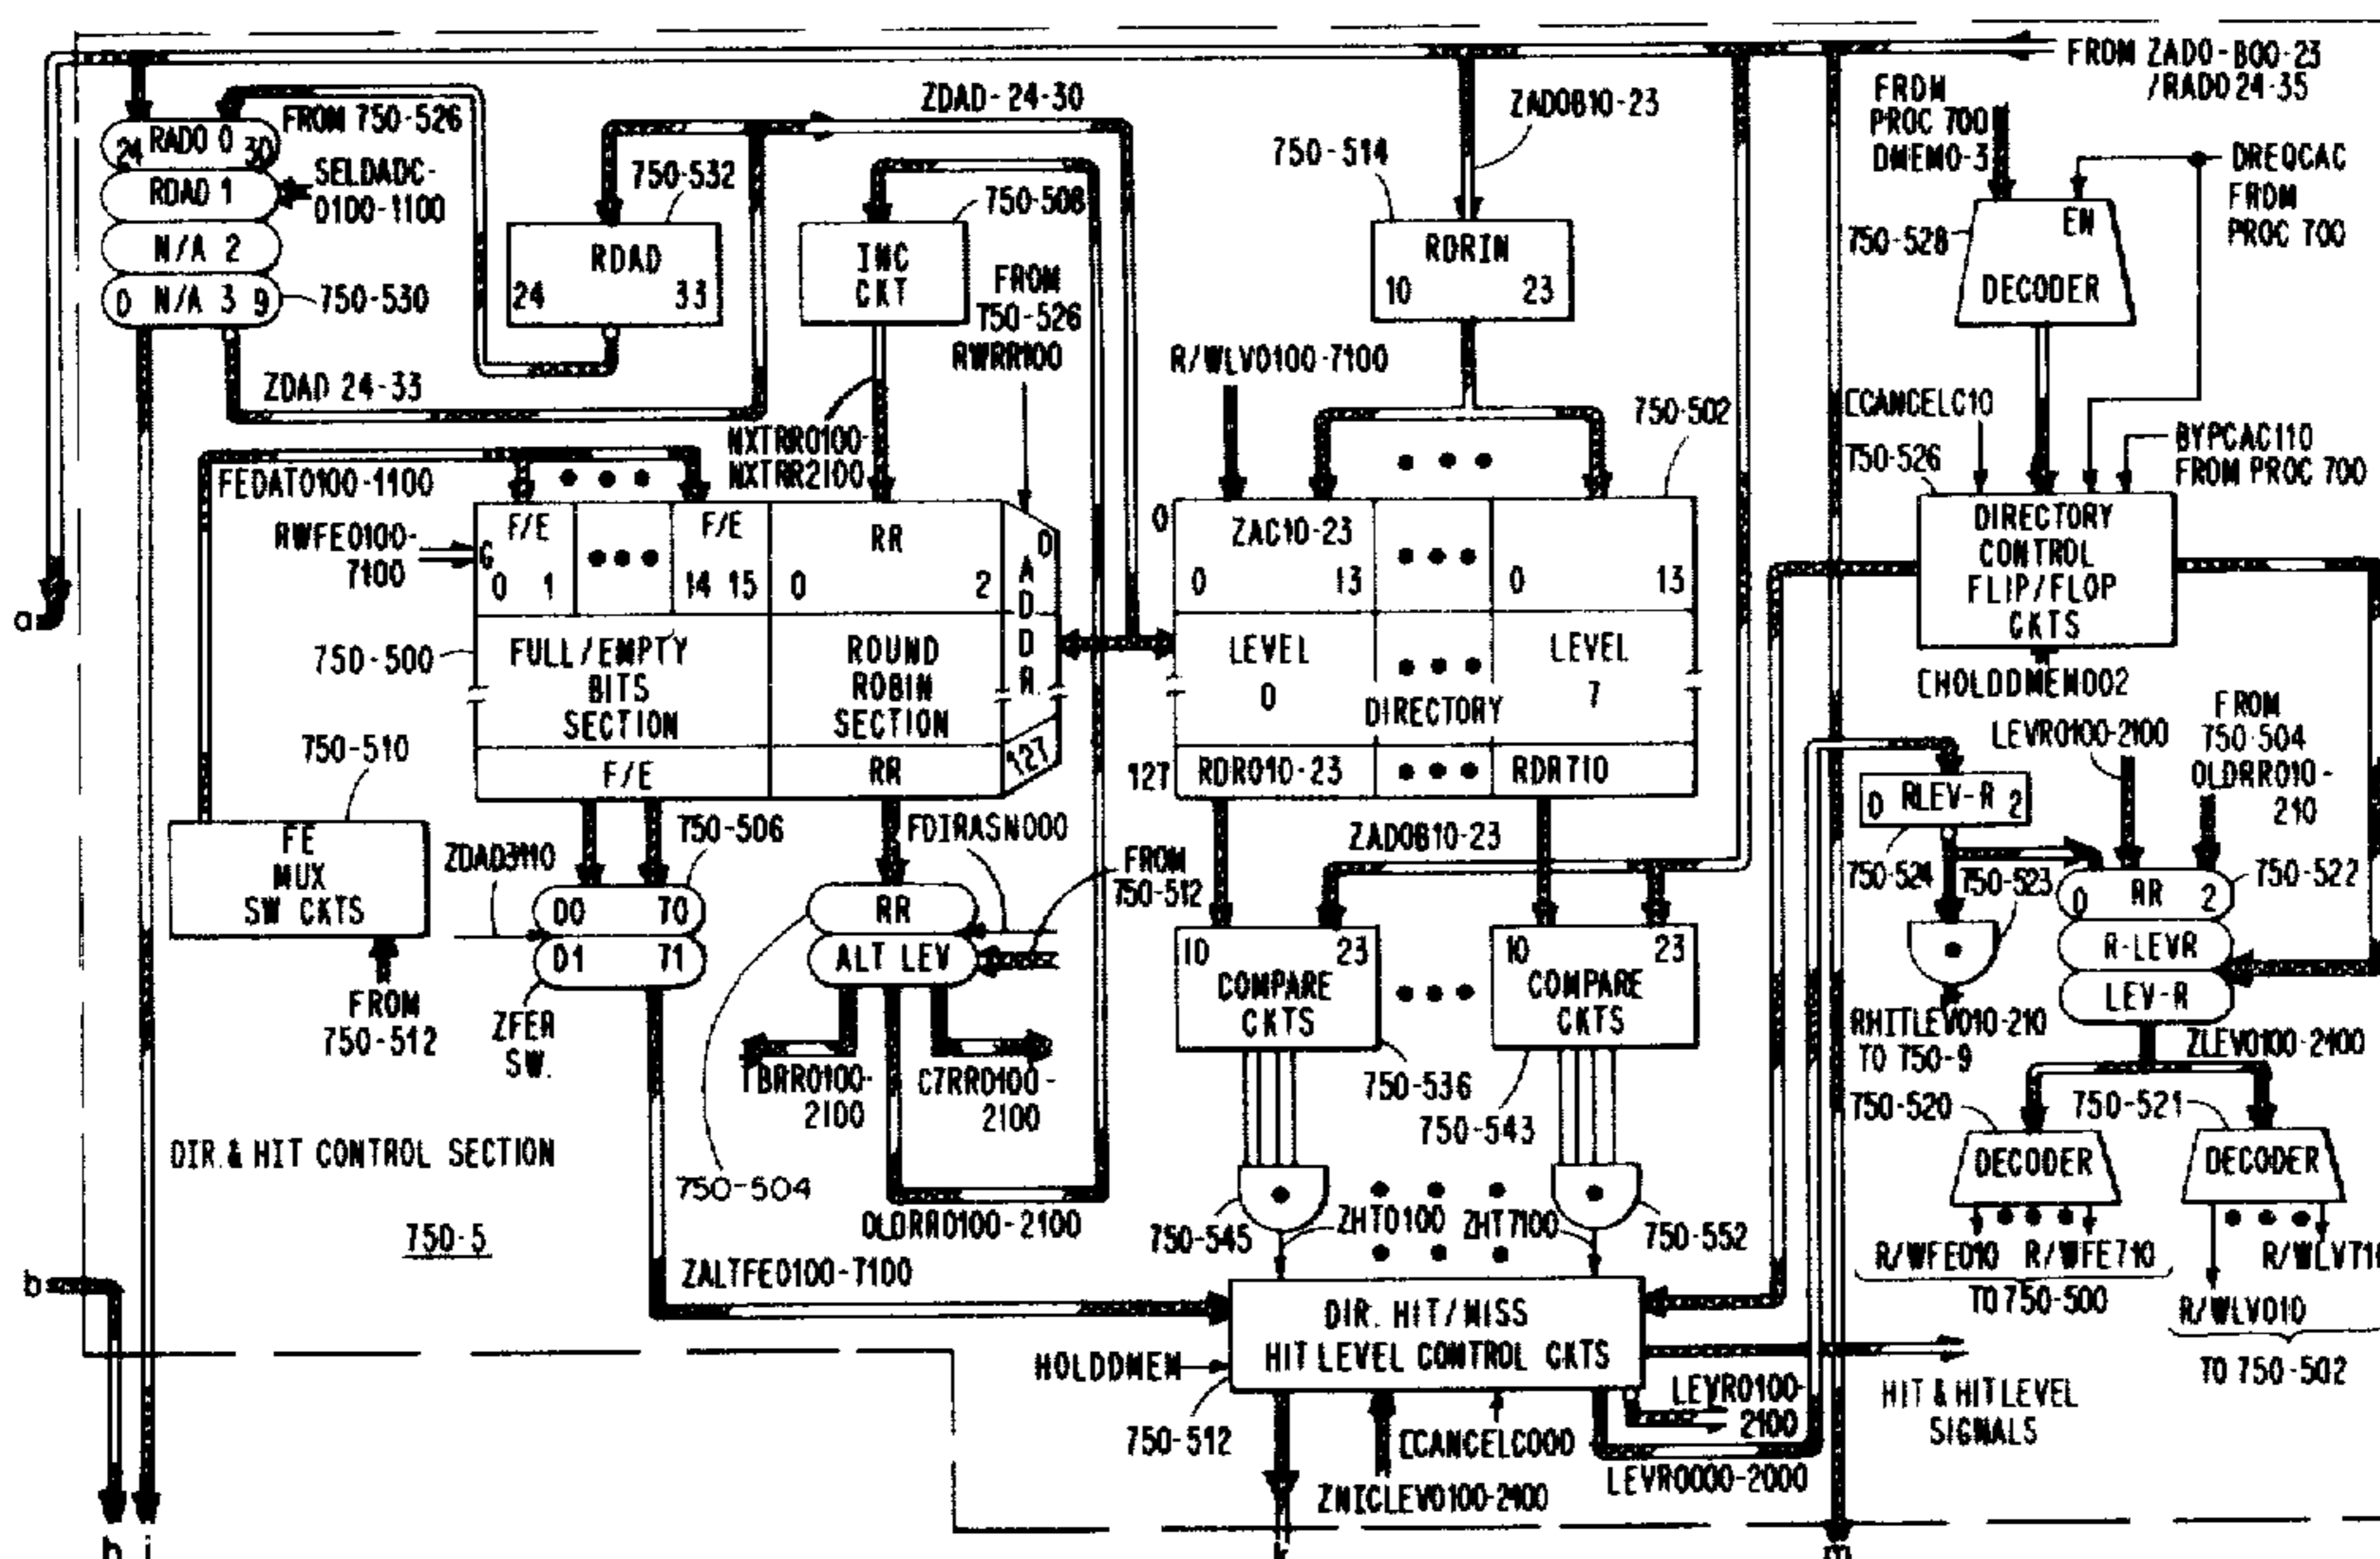 FROM ZADO-B00-23
/RADO 24-35
FROM
PROC 700
DMEM0-3
DREQCAC
FROM
PROC 700
ZDAD-24-30
ZADOB10-23
FROM 750-526
24 RADO 0 30
RDAD 1
N/A 2
0 N/A 3 9
SELDADC-
0100-1100
750-530
750-532
RDAD
24 33
750-508
INC
CKT
750-514
RDRIN
10 23
750-528
EN
DECODER
FROM
750-526
RWRR100
ZDAD 24-33
NXTRR0100-
NXTRR2100
R/WLV0100-7100
750-502
CCANCELC10
750-526
BYPCAC110
FROM PROC 700
FEDAT0100-1100
RWFE0100-
7100
G
F/E
0 1
F/E
14 15
RR
0 2
0
ADDR
127
0
ZAC10-23
0 13
0 13
DIRECTORY
CONTROL
FLIP/FLOP
CKTS
CHOLDDMEM002
750-500
FULL/EMPTY
BITS
SECTION
ROUND
ROBIN
SECTION
LEVEL
0
LEVEL
7
DIRECTORY
F/E
RR
127
RDR010-23
RDR710
LEVR0100-2100
FROM
750-504
OLDRR010-
210
750-510
FE
MUX
SW CKTS
FROM
750-512
ZDAD3110
750-506
D0 70
D1 71
ZFER
SW.
FDIRASN000
RR
ALT LEV
FROM
750-512
ZADOB10-23
10 23
COMPARE
CKTS
10 23
COMPARE
CKTS
0 RLEV-R 2
750-524
750-523
0 RR 2
R-LEVR
LEV-R
750-522
RHITLEV010-210
TO 750-9
ZLEV0100-2100
TBRR0100-
2100
C7RR0100-
2100
750-536
750-543
750-520
DECODER
750-521
DECODER
DIR. & HIT CONTROL SECTION
750-5
750-504
OLDRR0100-2100
750-545
ZHT0100
ZHT7100
750-552
R/WFE010 R/WFE710
TO 750-500
R/WLV010
TO 750-502
ZALTFE0100-7100
DIR. HIT/MISS
HIT LEVEL CONTROL CKTS
HOLDDMEM
750-512
LEVR0100-
2100
HIT & HIT LEVEL
SIGNALS
CCANCELC000
LEVR0000-2000
ZNICLEV0100-2100
a
b
h i
k
m